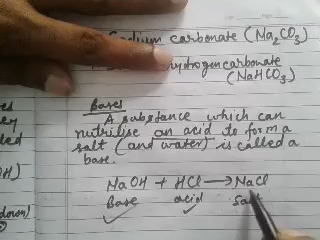 Sodium carbonate (Na2CO3)
hydrogencarbonate
(NaHCO3)
Bases
A substance which can
nutrilise an acid to form a
salt (and water) is called a
base.
NaOH + HCl → NaCl
Base acid
down)